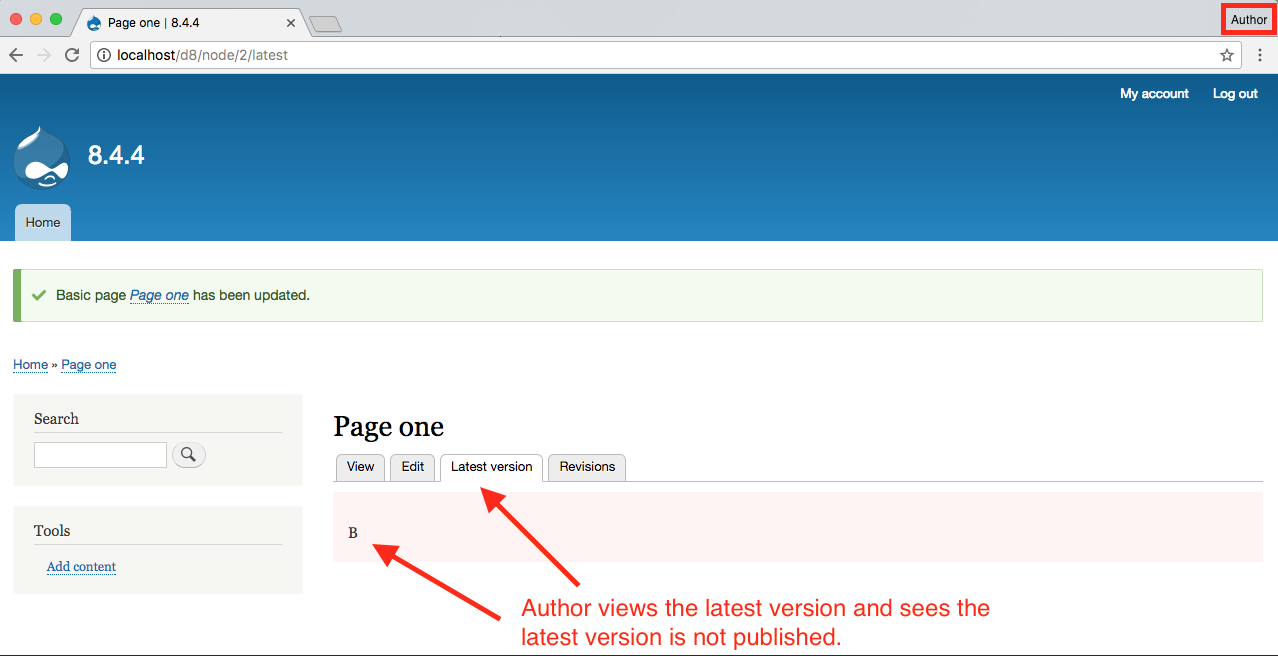 Page one | 8.4.4
Author
localhost/d8/node/2/latest
My account Log out
8.4.4
Home
Basic page Page one has been updated.
Home » Page one
Search
Page one
View Edit Latest version Revisions
B
Tools
Add content
Author views the latest version and sees the
latest version is not published.